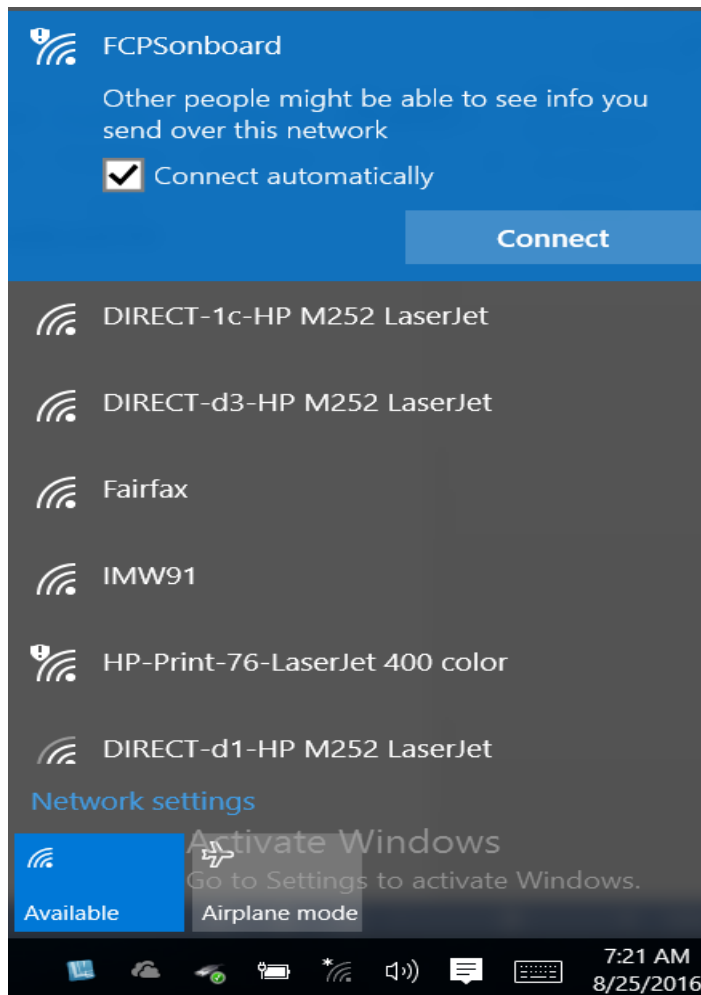 FCPSonboard
Other people might be able to see info you
send over this network
Connect automatically
Connect
DIRECT-1c-HP M252 LaserJet
DIRECT-d3-HP M252 LaserJet
Fairfax
IMW91
HP-Print-76-LaserJet 400 color
DIRECT-d1-HP M252 LaserJet
Network settings
Activate Windows
Go to Settings to activate Windows.
Available
Airplane mode
7:21 AM
8/25/2016